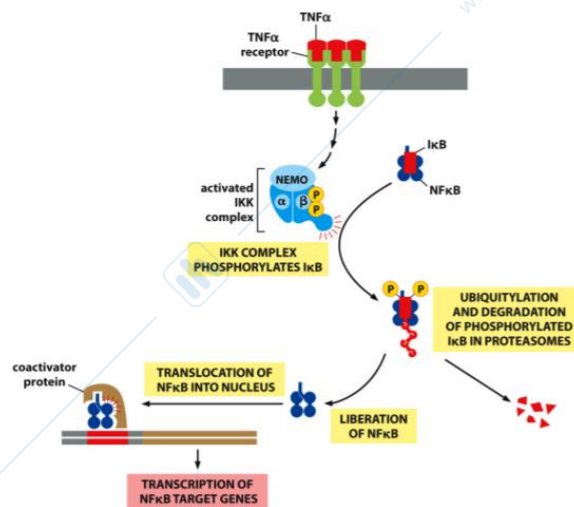 TNFα
TNFα
receptor
NEMO
α
β
P
P
activated
IKK
complex
IκB
NFκB
IKK COMPLEX
PHOSPHORYLATES IκB
P
P
UBIQUITYLATION
AND DEGRADATION
OF PHOSPHORYLATED
IκB IN PROTEASOMES
coactivator
protein
TRANSLOCATION OF
NFκB INTO NUCLEUS
LIBERATION
OF NFκB
TRANSCRIPTION OF
NFκB TARGET GENES